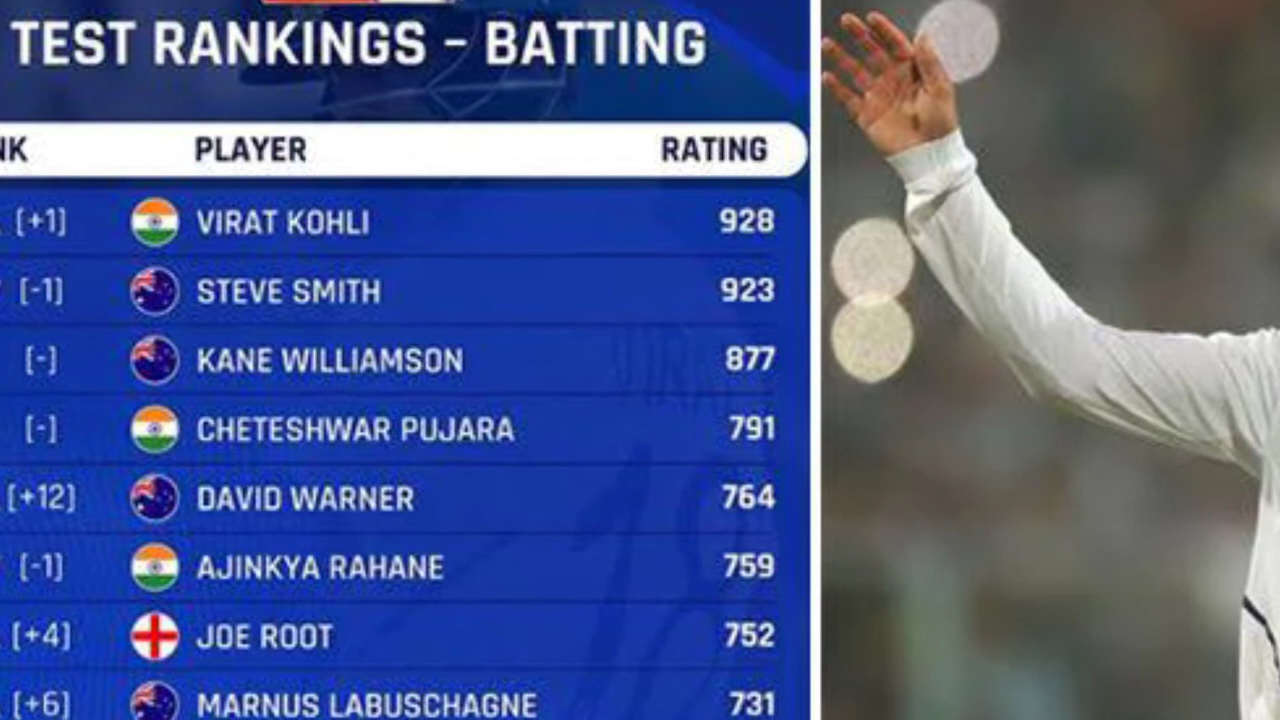 TEST RANKINGS – BATTING
NK PLAYER RATING
[+1] VIRAT KOHLI 928
[-1] STEVE SMITH 923
[-] KANE WILLIAMSON 877
[-] CHETESHWAR PUJARA 791
[+12] DAVID WARNER 764
[-1] AJINKYA RAHANE 759
[+4] JOE ROOT 752
[+6] MARNUS LABUSCHAGNE 731